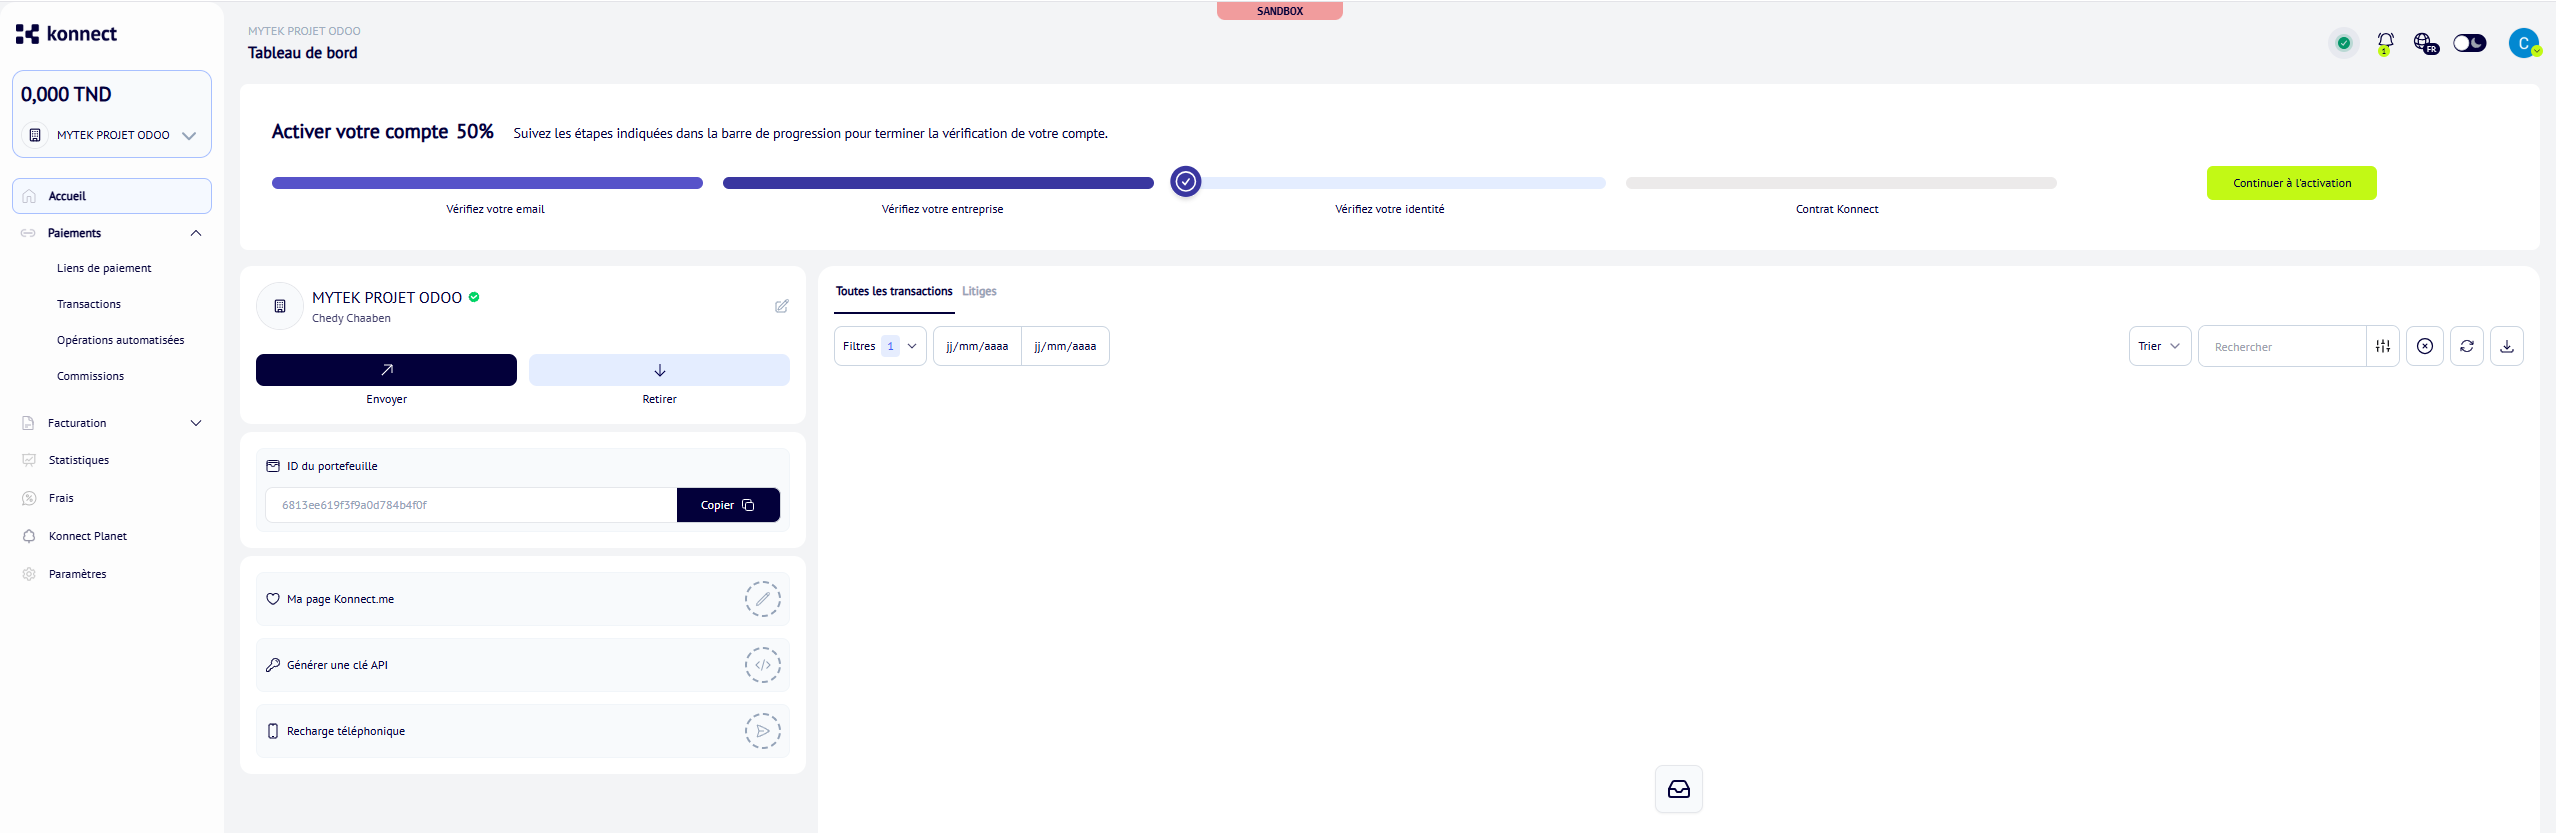 SANDBOX
konnect
MYTEK PROJET ODOO
Tableau de bord
1
FR
C
0,000 TND
MYTEK PROJET ODOO
Accueil
Paiements
Liens de paiement
Transactions
Opérations automatisées
Commissions
Facturation
Statistiques
Frais
Konnect Planet
Paramètres
Activer votre compte 50% Suivez les étapes indiquées dans la barre de progression pour terminer la vérification de votre compte.
Vérifiez votre email
Vérifiez votre entreprise
Vérifiez votre identité
Contrat Konnect
Continuer à l'activation
MYTEK PROJET ODOO
Chedy Chaaben
Envoyer
Retirer
ID du portefeuille
6813ee619f3f9a0d784b4f0f
Copier
Ma page Konnect.me
Générer une clé API
Recharge téléphonique
Toutes les transactions Litiges
Filtres 1 jj/mm/aaaa jj/mm/aaaa
Trier Rechercher